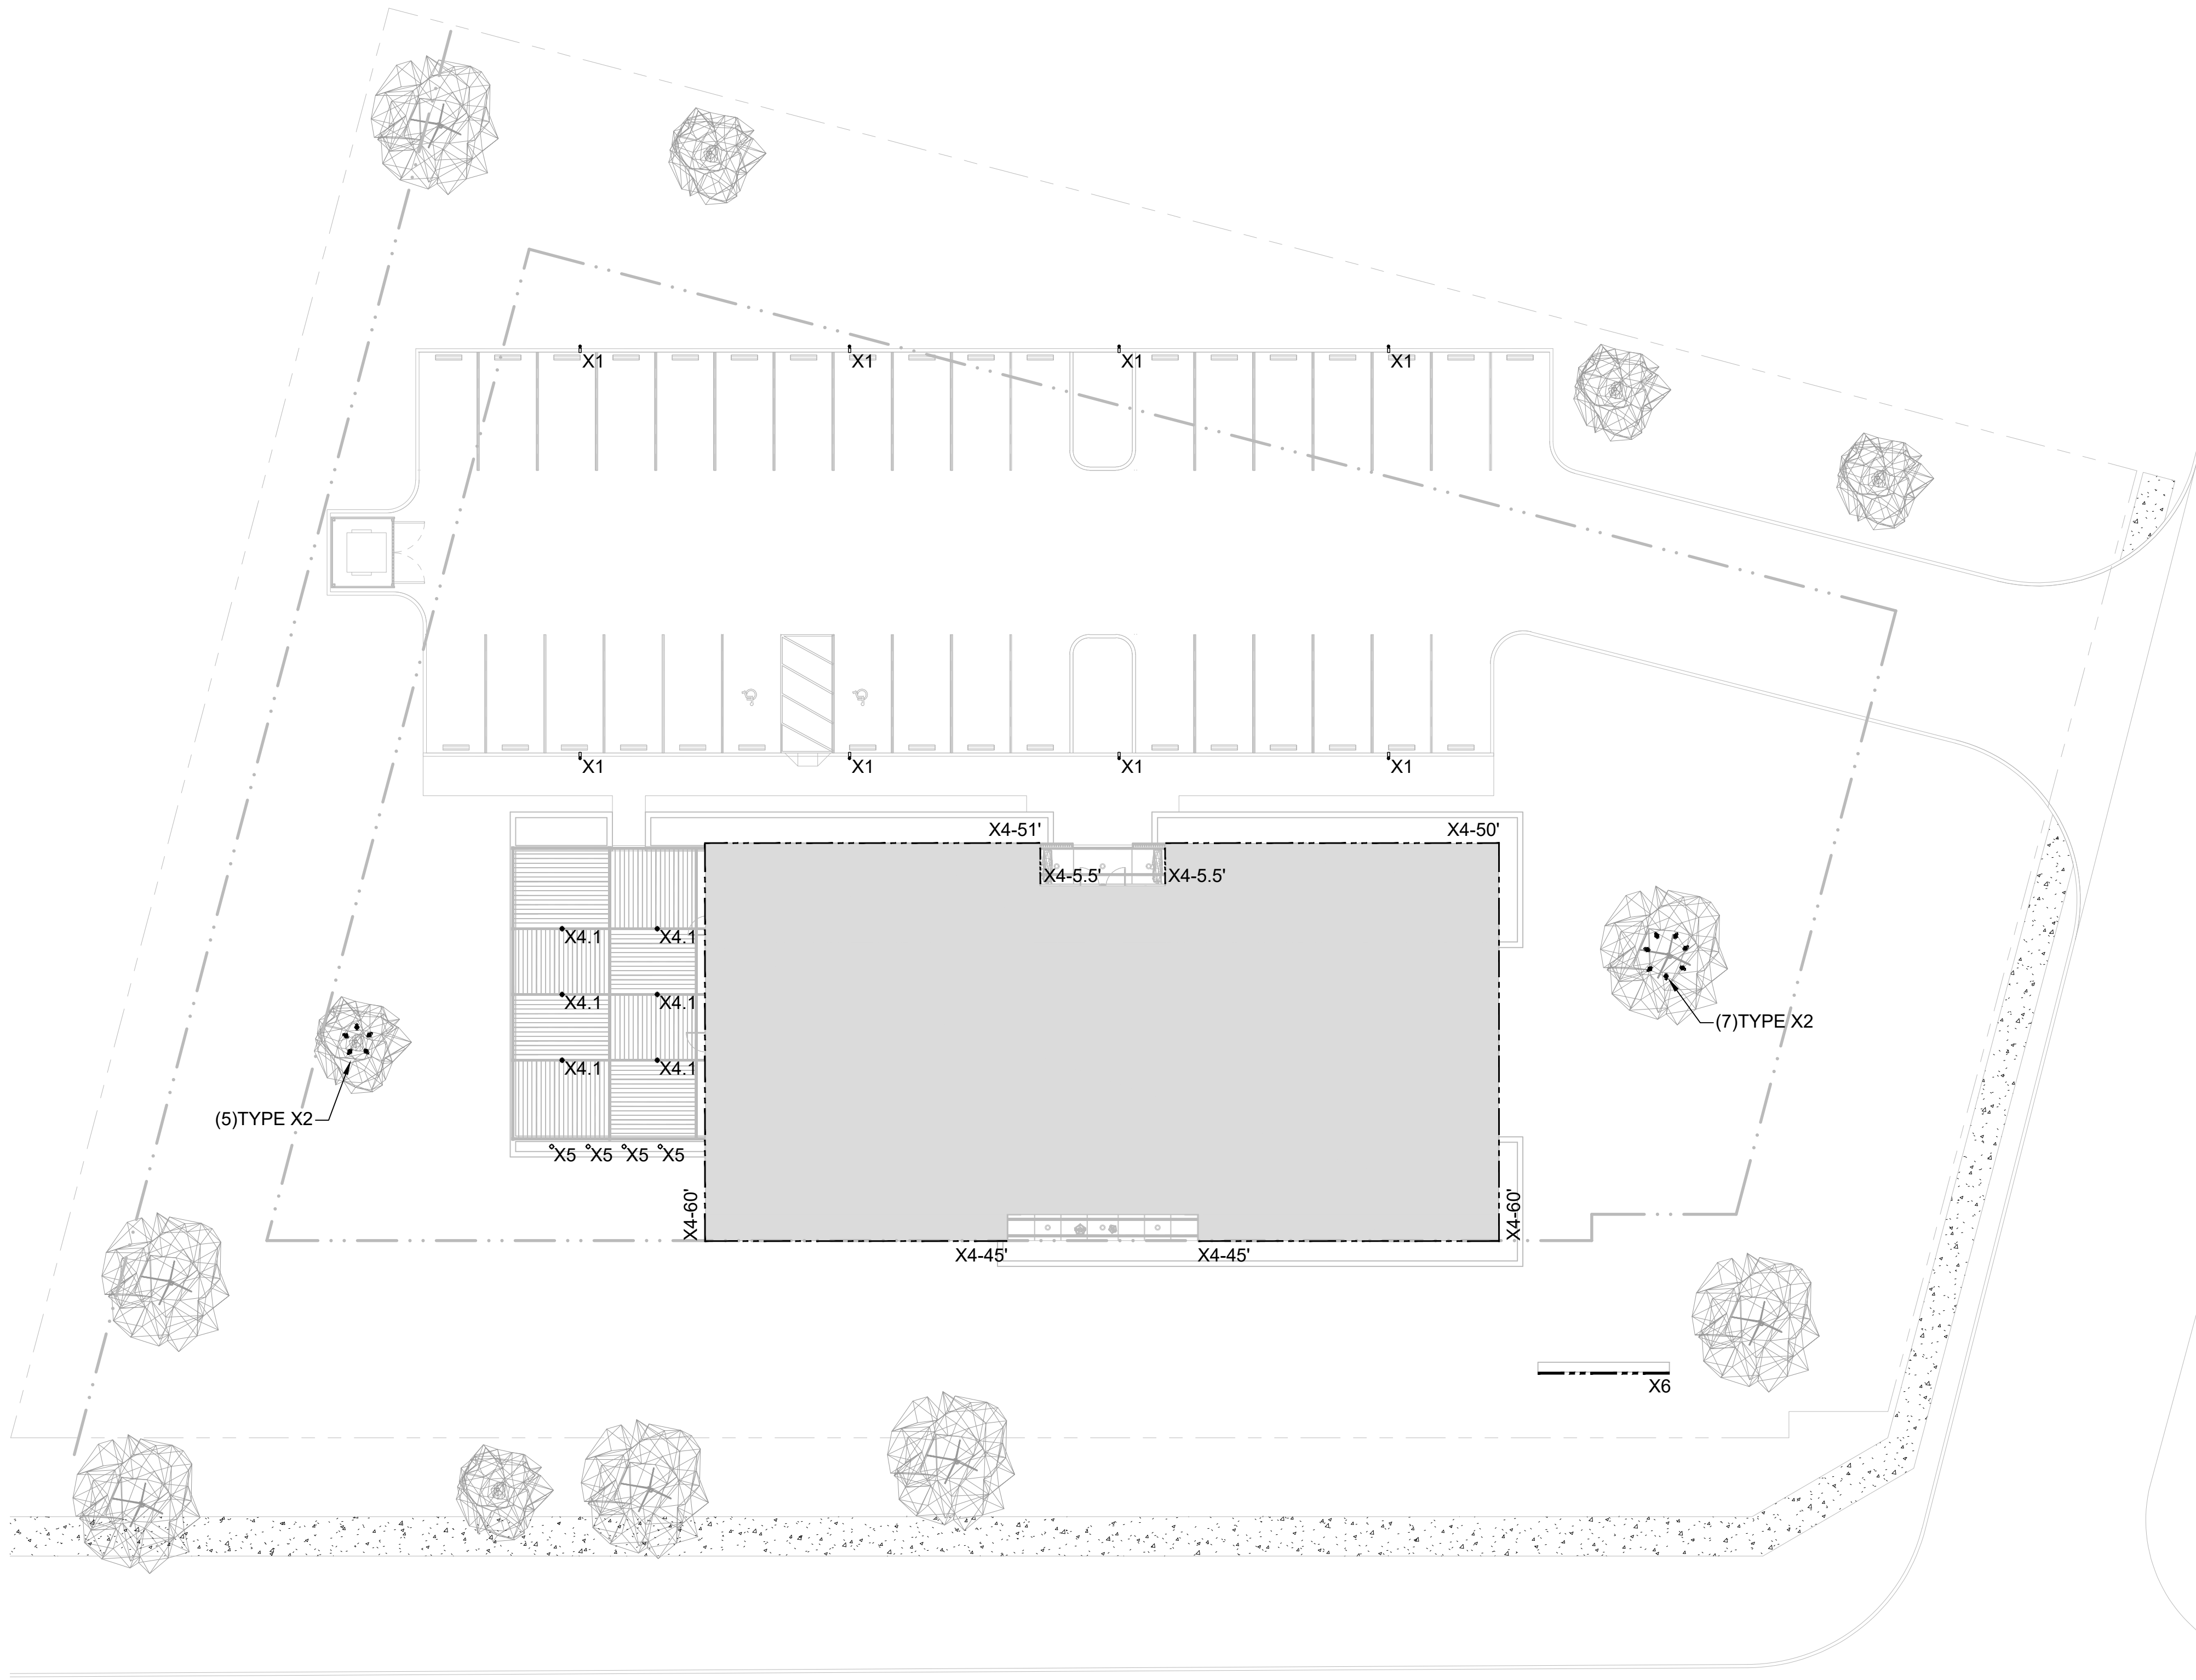 X1 X1 X1 X1
X1 X1 X1 X1
X4-51' X4-50'
X4-5.5' X4-5.5'
X4.1 X4.1
X4.1 X4.1
(7)TYPE X2
X4.1 X4.1
(5)TYPE X2
X5 X5 X5 X5
X4-60' X4-60'
X4-45' X4-45'
X6